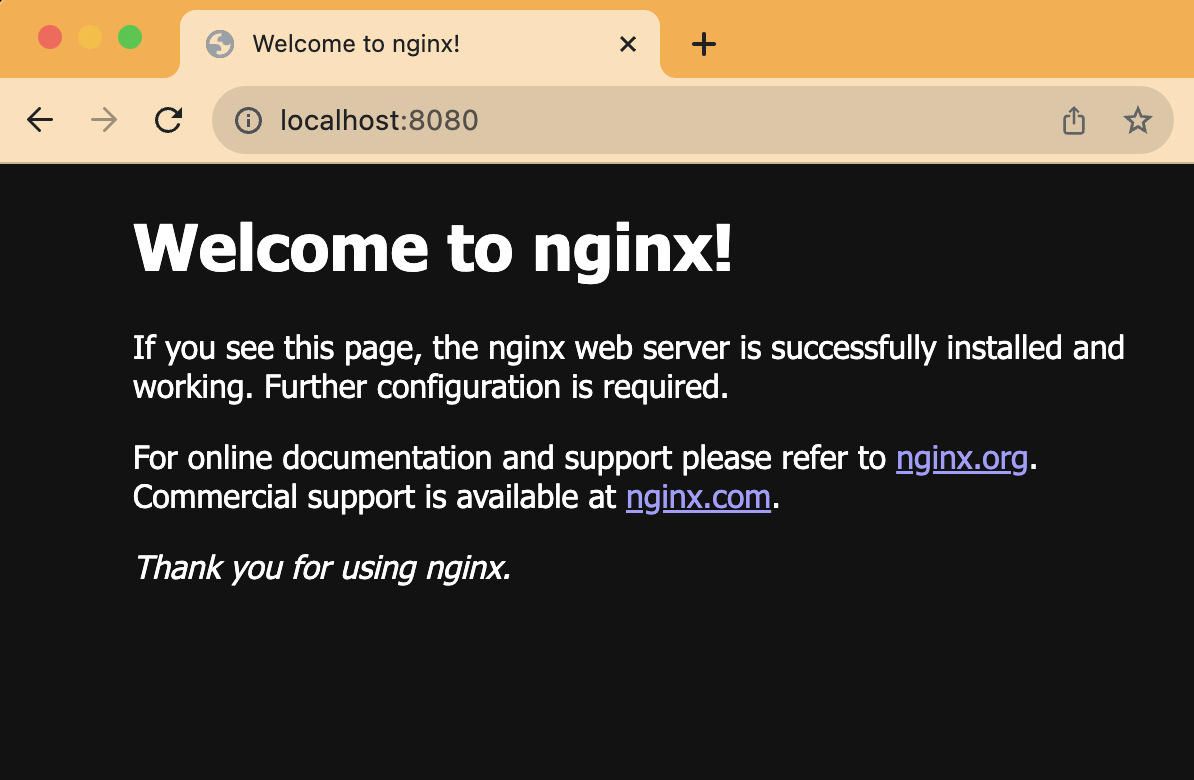 Welcome to nginx!
localhost:8080
Welcome to nginx!
If you see this page, the nginx web server is successfully installed and
working. Further configuration is required.
For online documentation and support please refer to nginx.org.
Commercial support is available at nginx.com.
Thank you for using nginx.